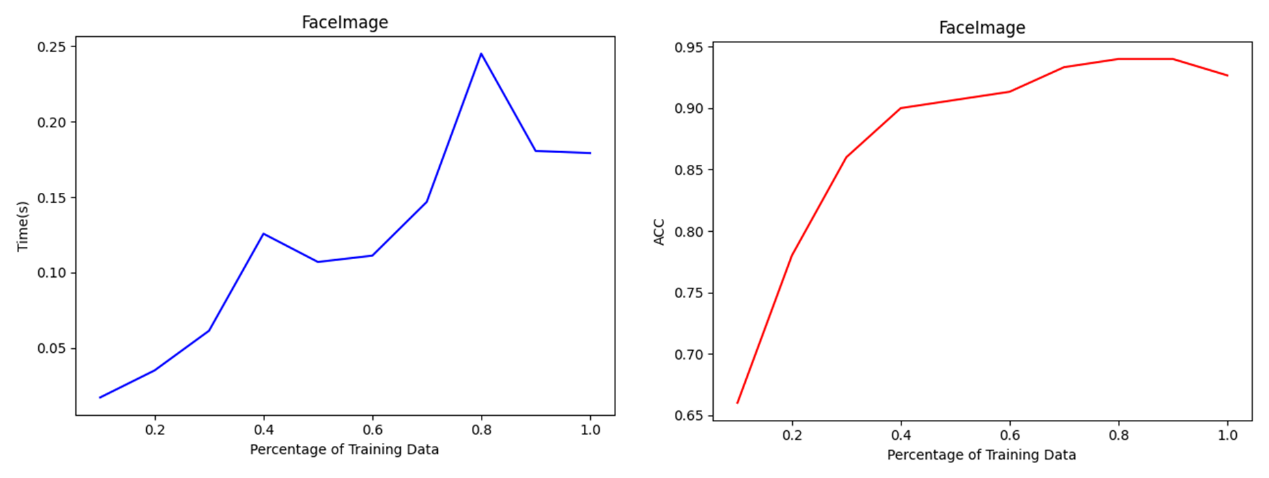 FaceImage
0.25
0.20
0.15
0.10
0.05
Time(s)
0.2 0.4 0.6 0.8 1.0
Percentage of Training Data
FaceImage
0.95
0.90
0.85
0.80
0.75
0.70
0.65
ACC
0.2 0.4 0.6 0.8 1.0
Percentage of Training Data